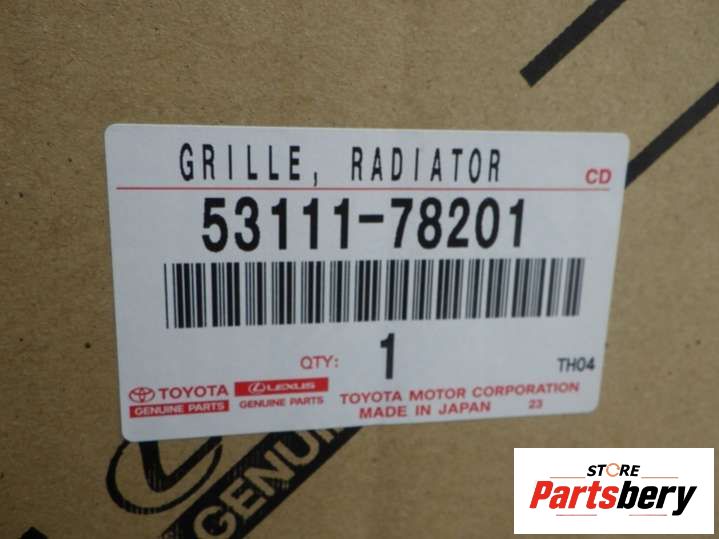 GRILLE, RADIATOR
CD
53111-78201
QTY: 1
TH04
TOYOTA
GENUINE PARTS
LEXUS
GENUINE PARTS
TOYOTA MOTOR CORPORATION
MADE IN JAPAN 23
GENUIN
STORE
Partsbery